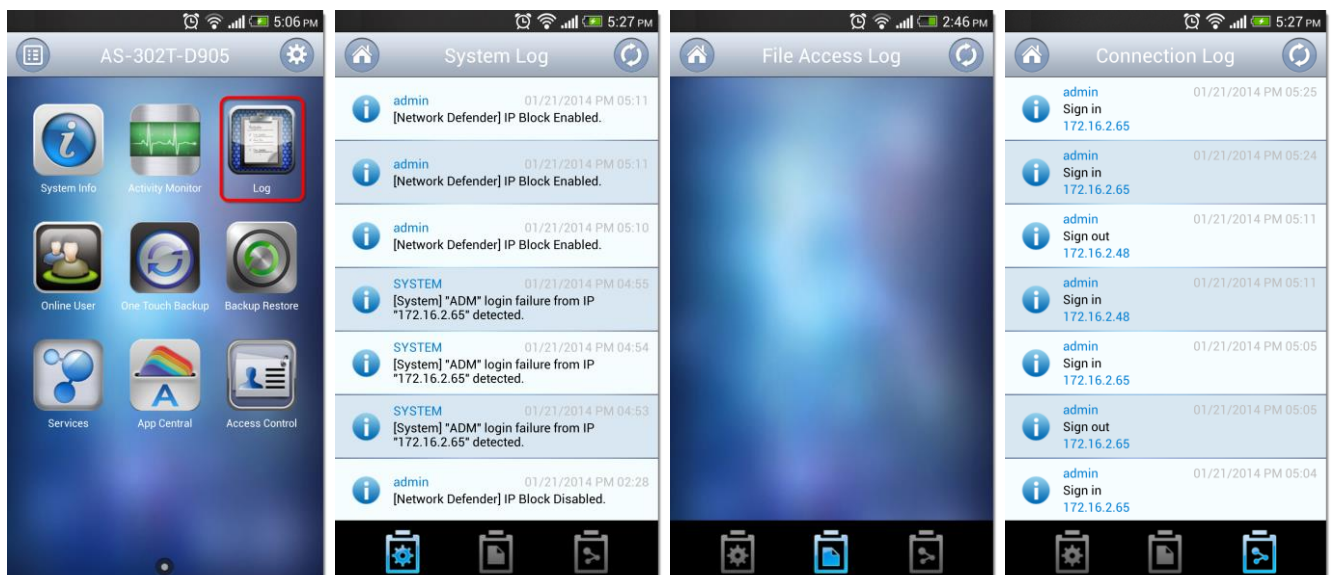 5:06 PM
AS-302T-D905
System Info
Activity Monitor
Log
Online User
One Touch Backup
Backup Restore
Services
App Central
Access Control
5:27 PM
System Log
admin 01/21/2014 PM 05:11
[Network Defender] IP Block Enabled.
admin 01/21/2014 PM 05:11
[Network Defender] IP Block Enabled.
admin 01/21/2014 PM 05:10
[Network Defender] IP Block Enabled.
SYSTEM 01/21/2014 PM 04:55
[System] "ADM" login failure from IP
"172.16.2.65" detected.
SYSTEM 01/21/2014 PM 04:54
[System] "ADM" login failure from IP
"172.16.2.65" detected.
SYSTEM 01/21/2014 PM 04:53
[System] "ADM" login failure from IP
"172.16.2.65" detected.
admin 01/21/2014 PM 02:28
[Network Defender] IP Block Disabled.
2:46 PM
File Access Log
5:27 PM
Connection Log
admin 01/21/2014 PM 05:25
Sign in
172.16.2.65
admin 01/21/2014 PM 05:24
Sign in
172.16.2.65
admin 01/21/2014 PM 05:11
Sign out
172.16.2.48
admin 01/21/2014 PM 05:11
Sign in
172.16.2.48
admin 01/21/2014 PM 05:05
Sign in
172.16.2.65
admin 01/21/2014 PM 05:05
Sign out
172.16.2.65
admin 01/21/2014 PM 05:04
Sign in
172.16.2.65